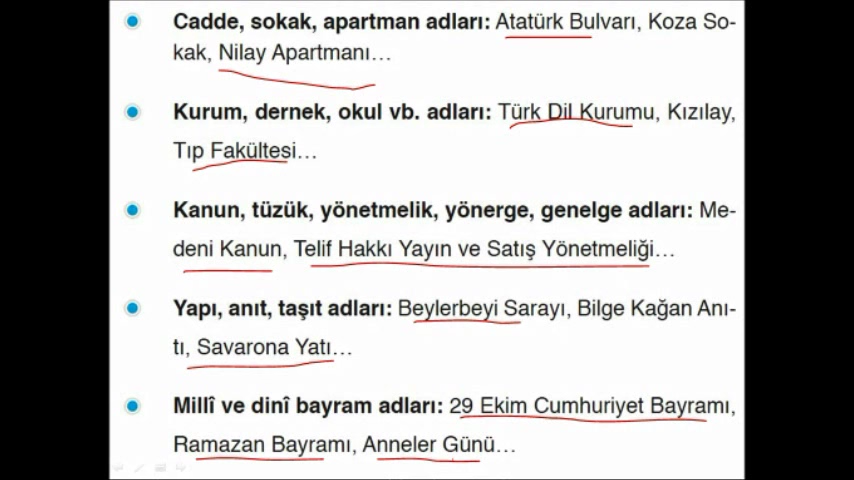 Cadde, sokak, apartman adları: Atatürk Bulvarı, Koza So-
kak, Nilay Apartmanı...
Kurum, dernek, okul vb. adları: Türk Dil Kurumu, Kızılay,
Tıp Fakültesi...
Kanun, tüzük, yönetmelik, yönerge, genelge adları: Me-
deni Kanun, Telif Hakkı Yayın ve Satış Yönetmeliği...
Yapı, anıt, taşıt adları: Beylerbeyi Sarayı, Bilge Kağan Anı-
tı, Savarona Yatı...
Millî ve dinî bayram adları: 29 Ekim Cumhuriyet Bayramı,
Ramazan Bayramı, Anneler Günü...